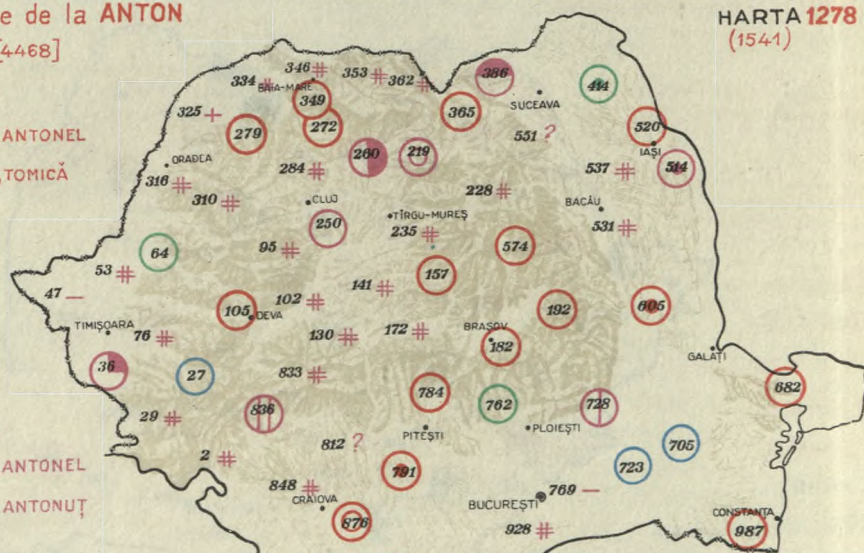 e de la ANTON
[4468]
HARTA 1278
(1541)
ANTONEL
TOMICĂ
ANTONEL
ANTONUȚ
334
346
353
362
386
414
BAIA-MARE
349
SUCEAVA
325
279
272
365
551 ?
520
IAȘI
ORADEA
260
219
537
514
316
284
310
CLUJ
228
BACĂU
TÎRGU-MUREȘ
250
235
531
64
95
574
53
157
47
141
102
105
DEVA
192
605
TIMIȘOARA
76
130
172
BRAȘOV
182
GALAȚI
36
27
833
784
762
728
682
29
836
PITEȘTI
PLOIEȘTI
812 ?
705
2
791
723
848
CRAIOVA
BUCUREȘTI
769
876
928
CONSTANȚA
987